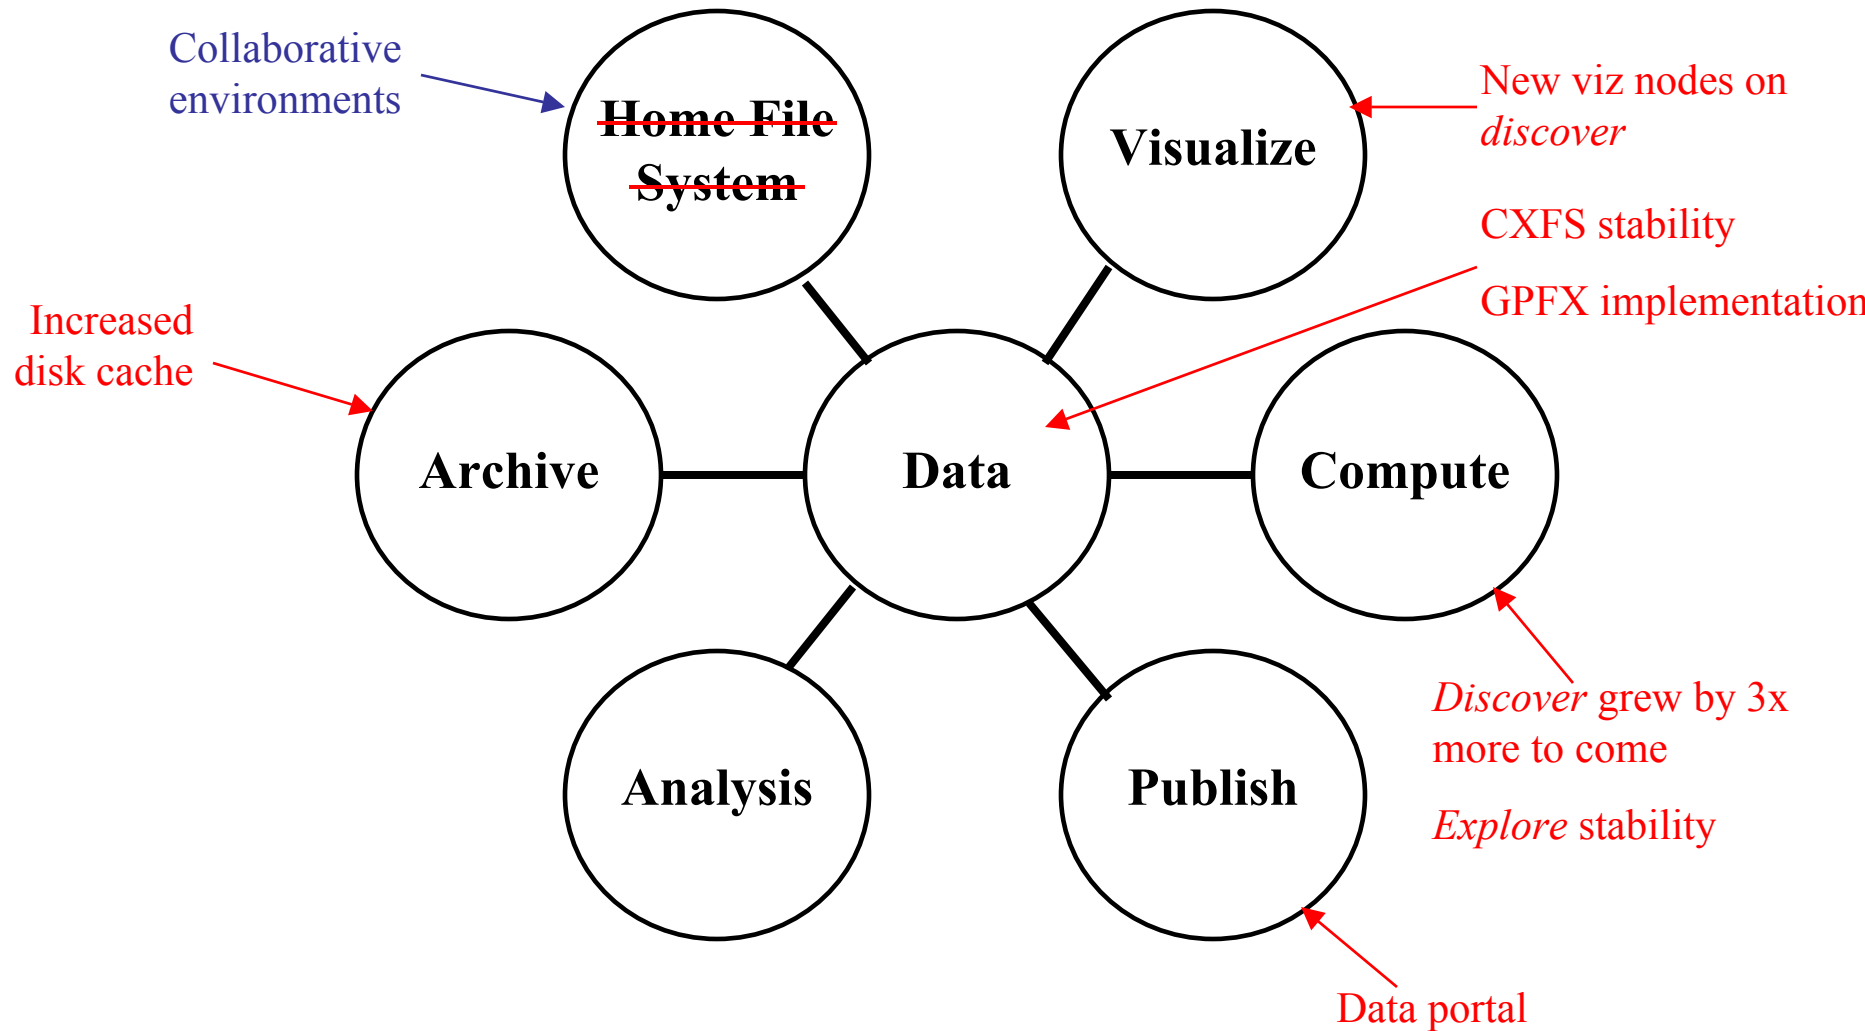 Collaborative
environments
Home File
System
Visualize
New viz nodes on
discover
CXFS stability
GPFX implementation
Increased
disk cache
Archive
Data
Compute
Analysis
Publish
Discover grew by 3x
more to come
Explore stability
Data portal